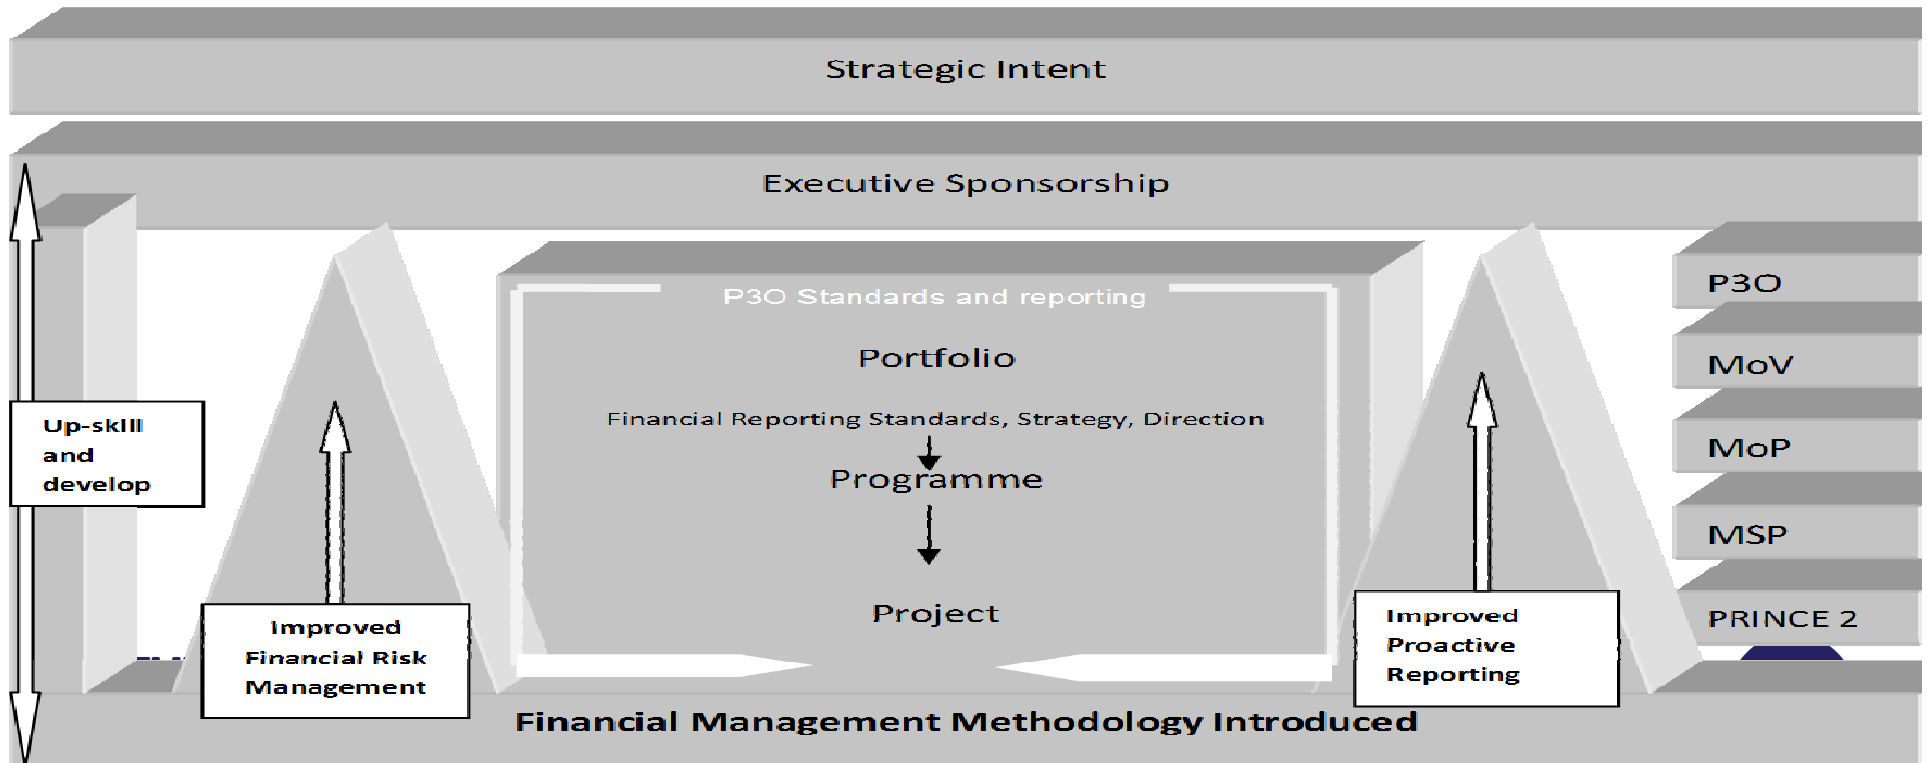 Strategic Intent
Executive Sponsorship
P3O Standards and reporting
Portfolio
Financial Reporting Standards, Strategy, Direction
Programme
Project
Up-skill
and
develop
Improved
Financial Risk
Management
Improved
Proactive
Reporting
P3O
MoV
MoP
MSP
PRINCE 2
Financial Management Methodology Introduced